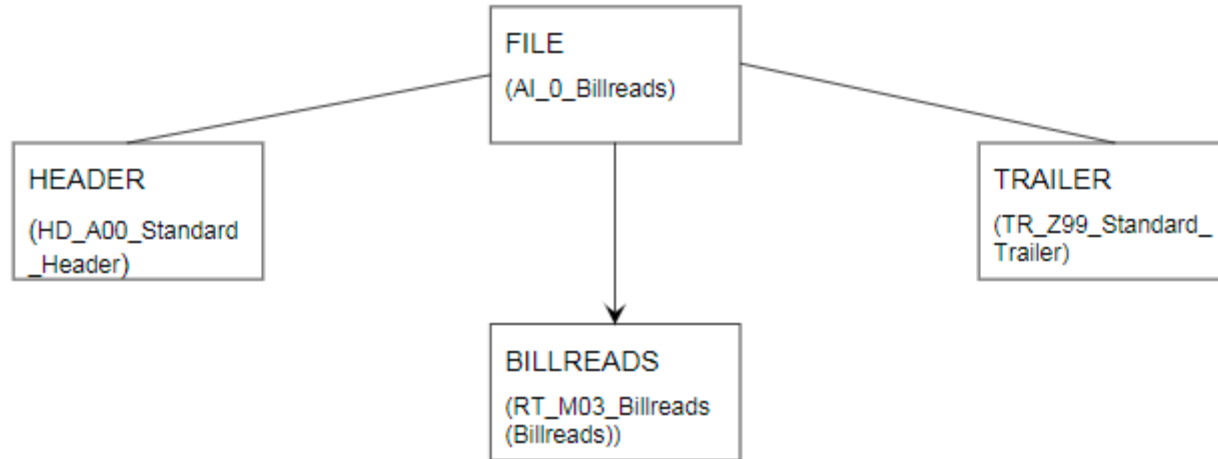 FILE
(AI_0_Billreads)
HEADER
(HD_A00_Standard
_Header)
TRAILER
(TR_Z99_Standard_
Trailer)
BILLREADS
(RT_M03_Billreads
(Billreads))